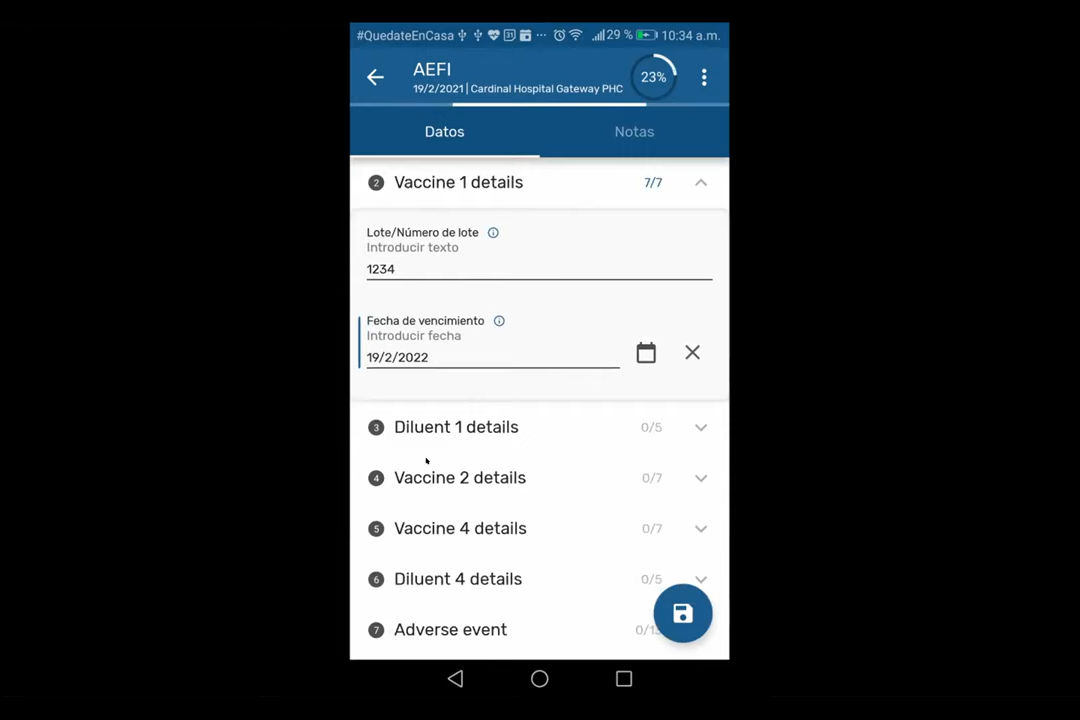 #QuedateEnCasa 31 ... 29 % 10:34 a.m.
AEFI
19/2/2021 | Cardinal Hospital Gateway PHC
23%
Datos Notas
2 Vaccine 1 details 7/7
Lote/Número de lote
Introducir texto
1234
Fecha de vencimiento
Introducir fecha
19/2/2022
3 Diluent 1 details 0/5
4 Vaccine 2 details 0/7
5 Vaccine 4 details 0/7
6 Diluent 4 details 0/5
7 Adverse event